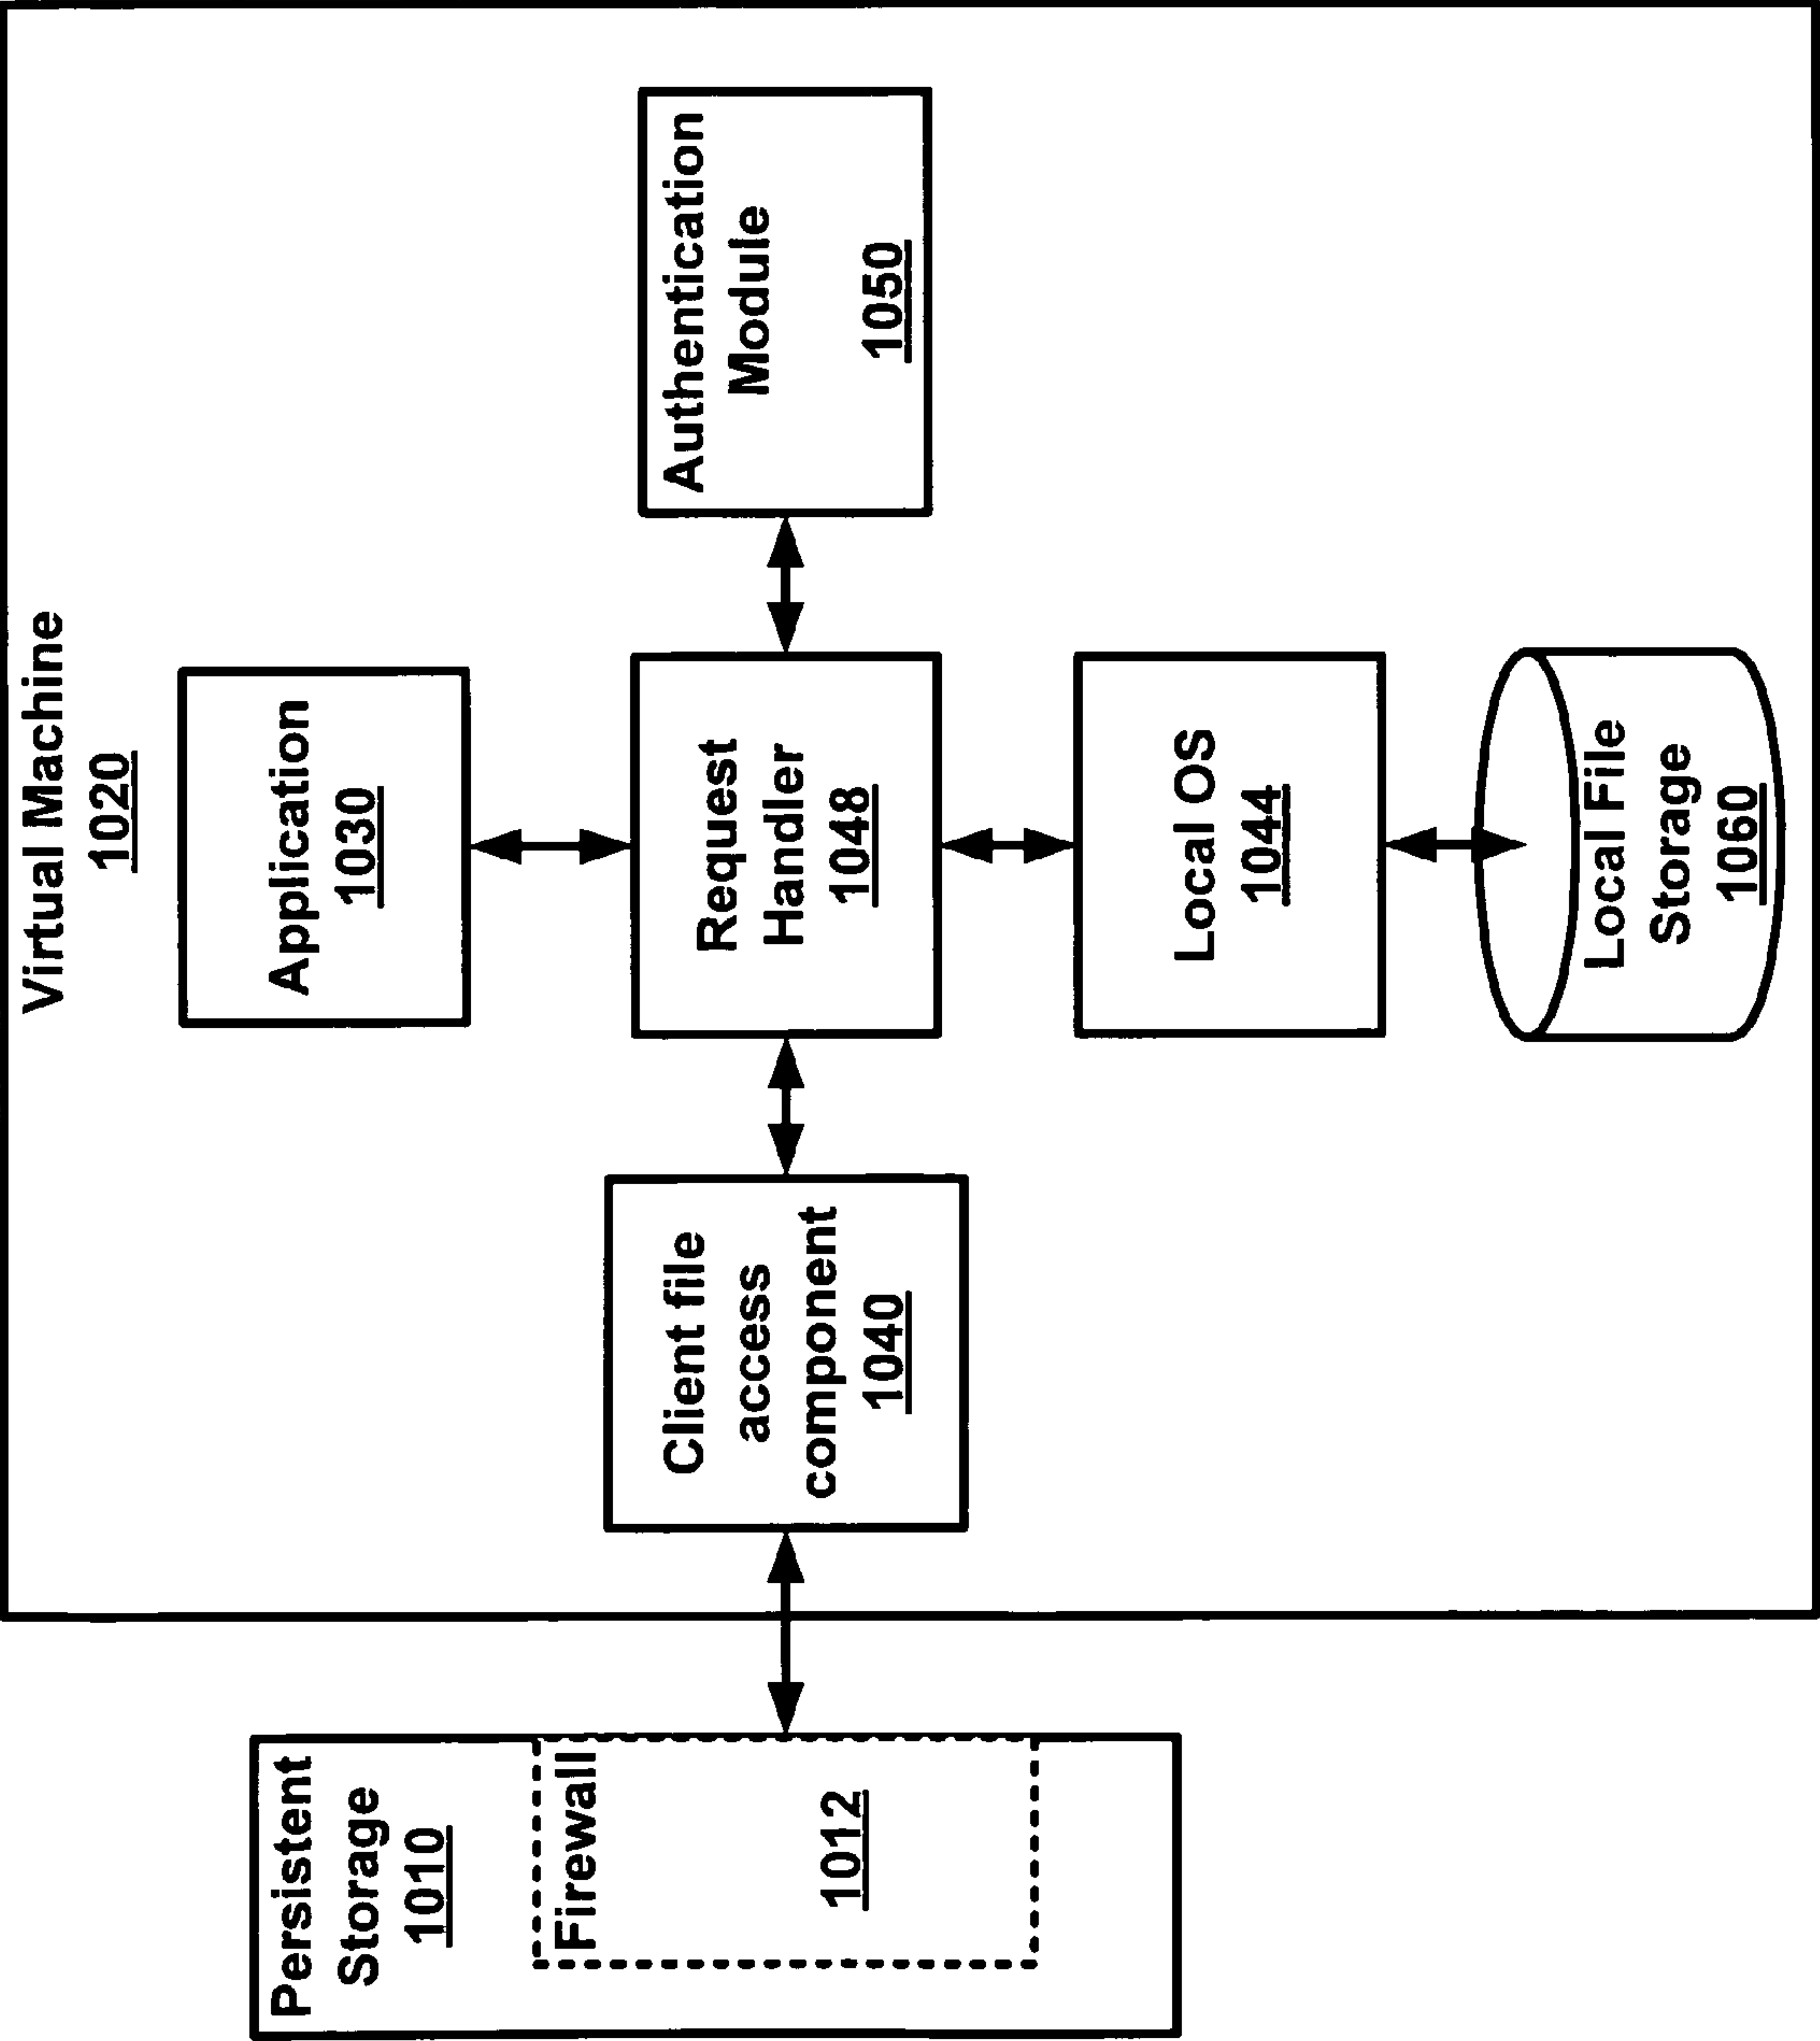 Virtual Machine
1020
Persistent
Storage
1010
Firewall
1012
Client file
access
component
1040
Application
1030
Request
Handler
1048
Local OS
1044
Local File
Storage
1060
Authentication
Module
1050